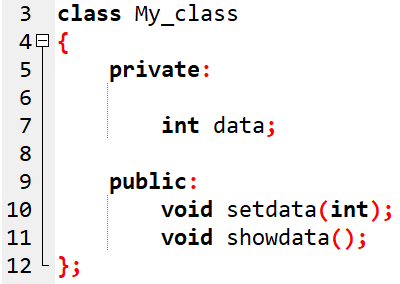 3 class My_class
4 {
5 private:
6
7 int data;
8
9 public:
10 void setdata(int);
11 void showdata();
12 };